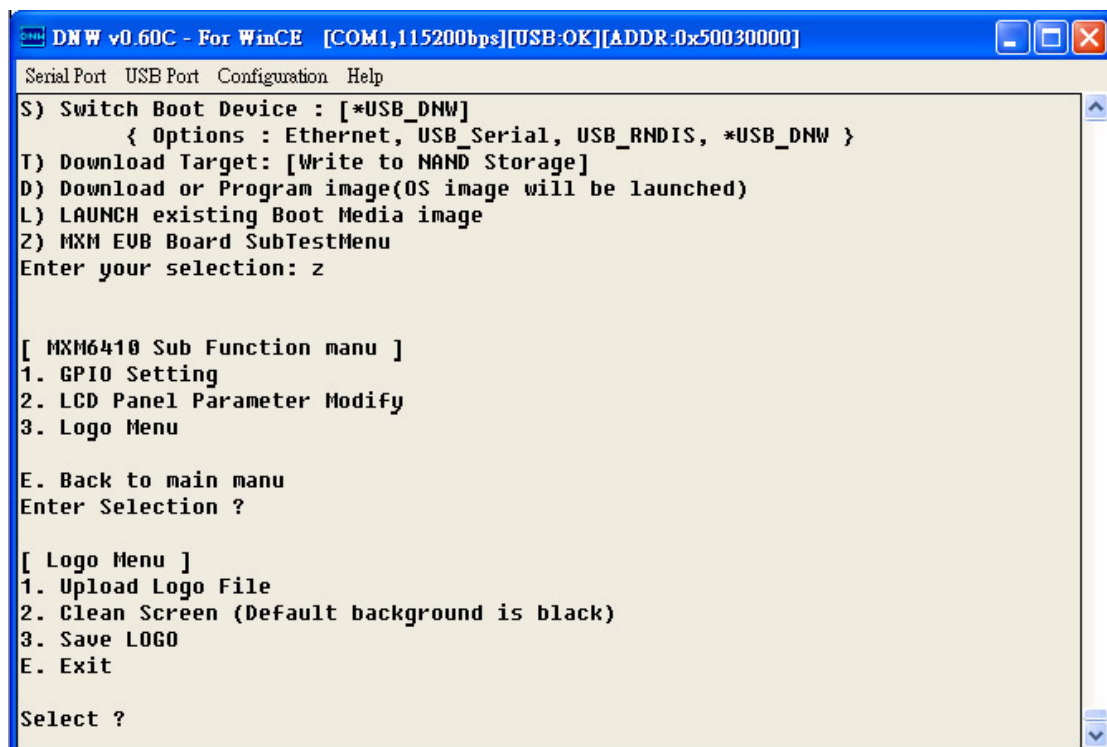 DNW v0.60C - For WinCE [COM1,115200bps][USB:OK][ADDR:0x50030000]
Serial Port USB Port Configuration Help
S) Switch Boot Device : [*USB_DNW]
{ Options : Ethernet, USB_Serial, USB_RNDIS, *USB_DNW }
T) Download Target: [Write to NAND Storage]
D) Download or Program image(OS image will be launched)
L) LAUNCH existing Boot Media image
Z) MXM EVB Board SubTestMenu
Enter your selection: z
[ MXM6410 Sub Function manu ]
1. GPIO Setting
2. LCD Panel Parameter Modify
3. Logo Menu
E. Back to main manu
Enter Selection ?
[ Logo Menu ]
1. Upload Logo File
2. Clean Screen (Default background is black)
3. Save LOGO
E. Exit
Select ?